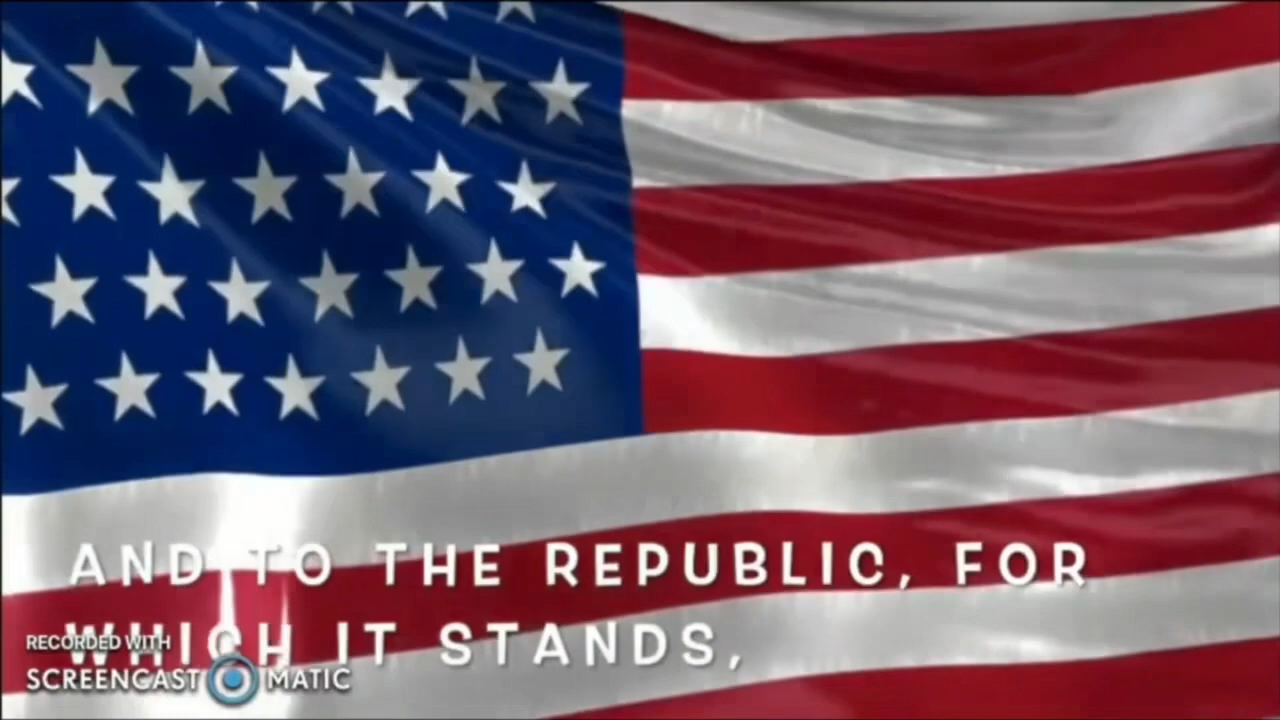 AND TO THE REPUBLIC, FOR
WHICH IT STANDS,
RECORDED WITH
SCREENCAST MATIC